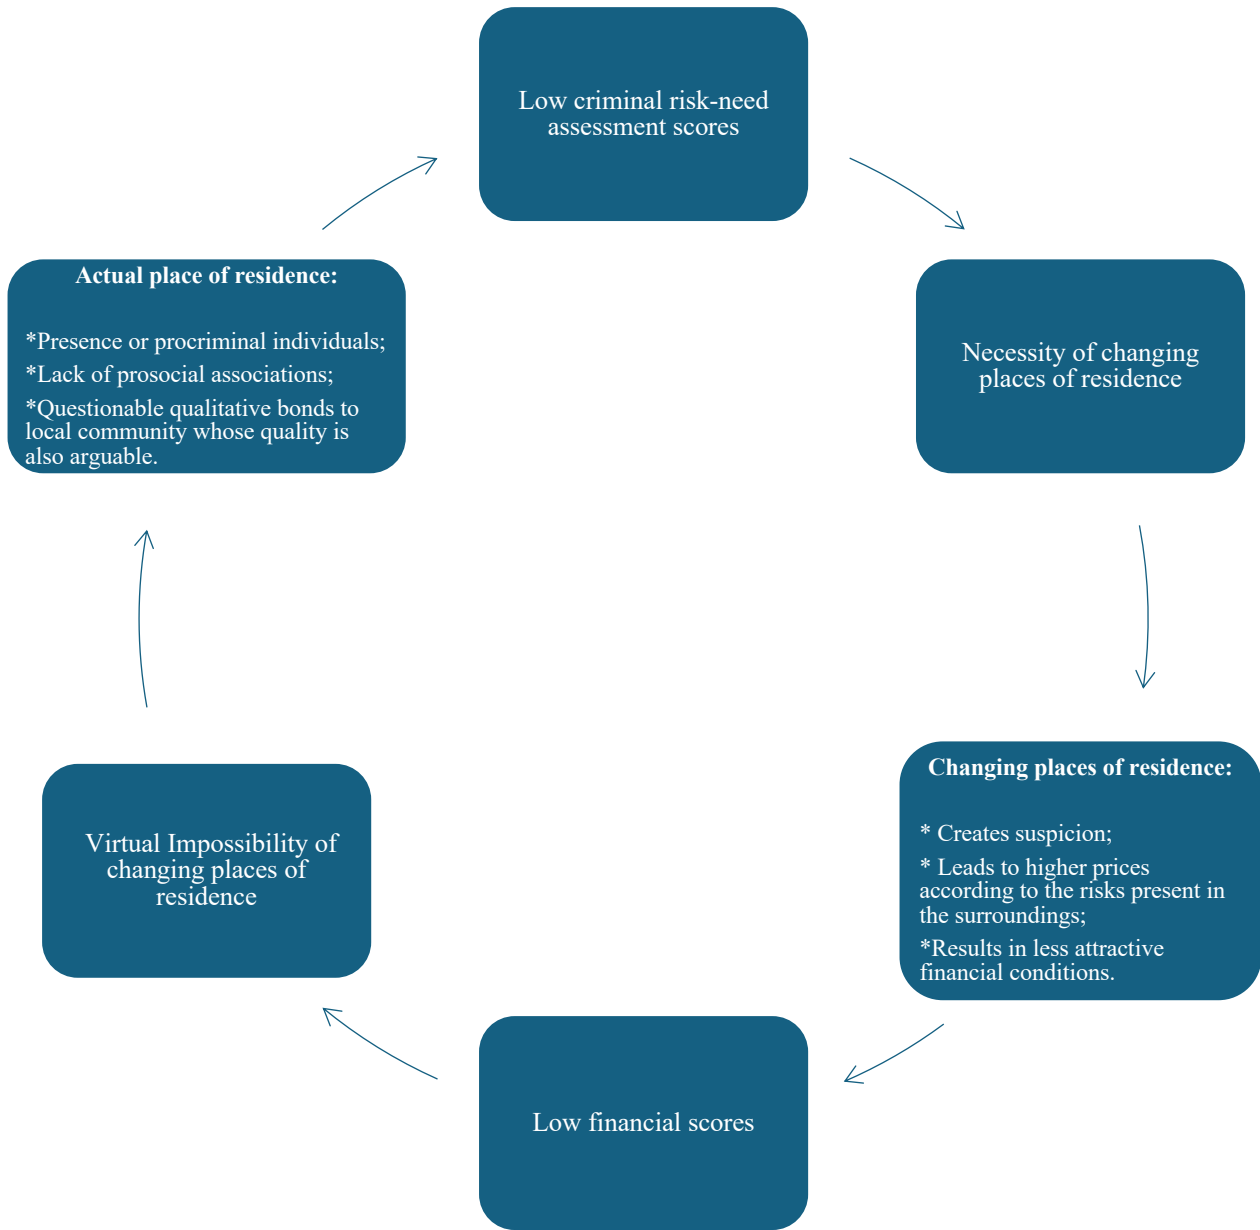 Low criminal risk-need
assessment scores
Necessity of changing
places of residence
Changing places of residence:
* Creates suspicion;
* Leads to higher prices
according to the risks present in
the surroundings;
*Results in less attractive
financial conditions.
Low financial scores
Virtual Impossibility of
changing places of
residence
Actual place of residence:
*Presence or procriminal individuals;
*Lack of prosocial associations;
*Questionable qualitative bonds to
local community whose quality is
also arguable.